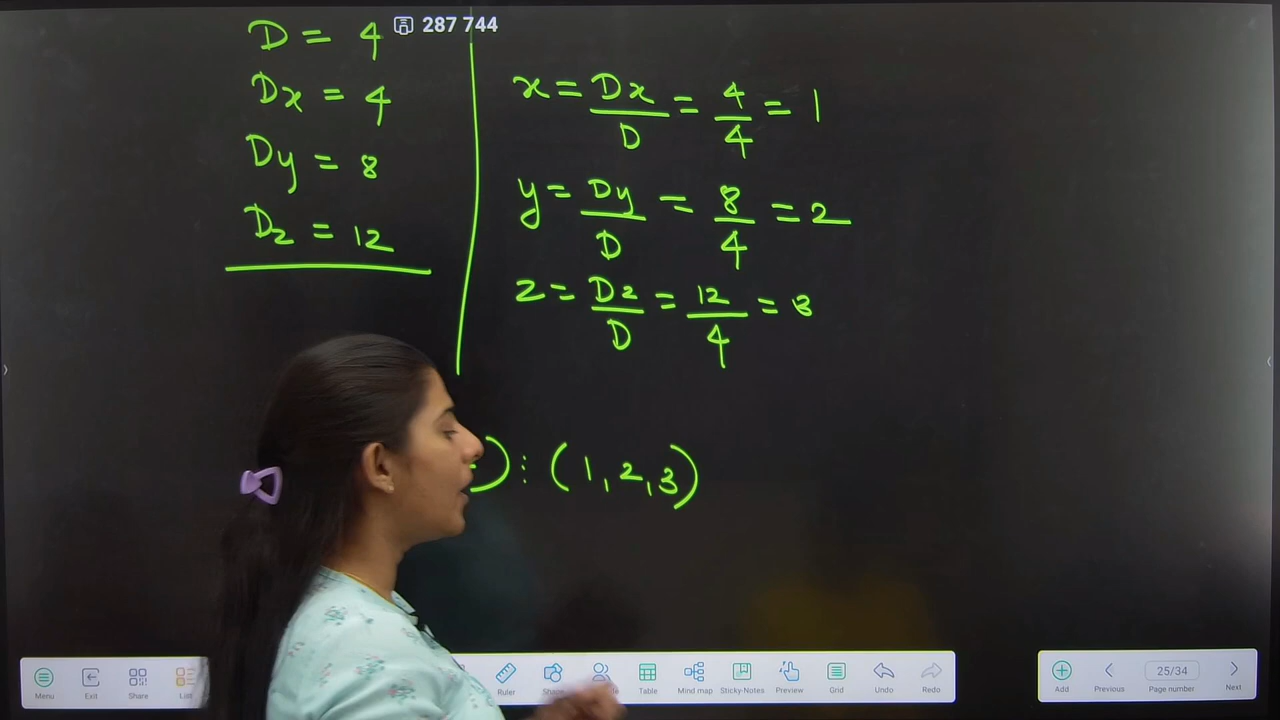 D = 4
287 744
Dx = 4
Dy = 8
Dz = 12
x = Dx/D = 4/4 = 1
y = Dy/D = 8/4 = 2
z = Dz/D = 12/4 = 3
) : (1, 2, 3)
Menu Exit Share Ruler Table Mind map Sticky-Notes Preview Grid Undo Redo
Add Previous 25/34 Page number Next